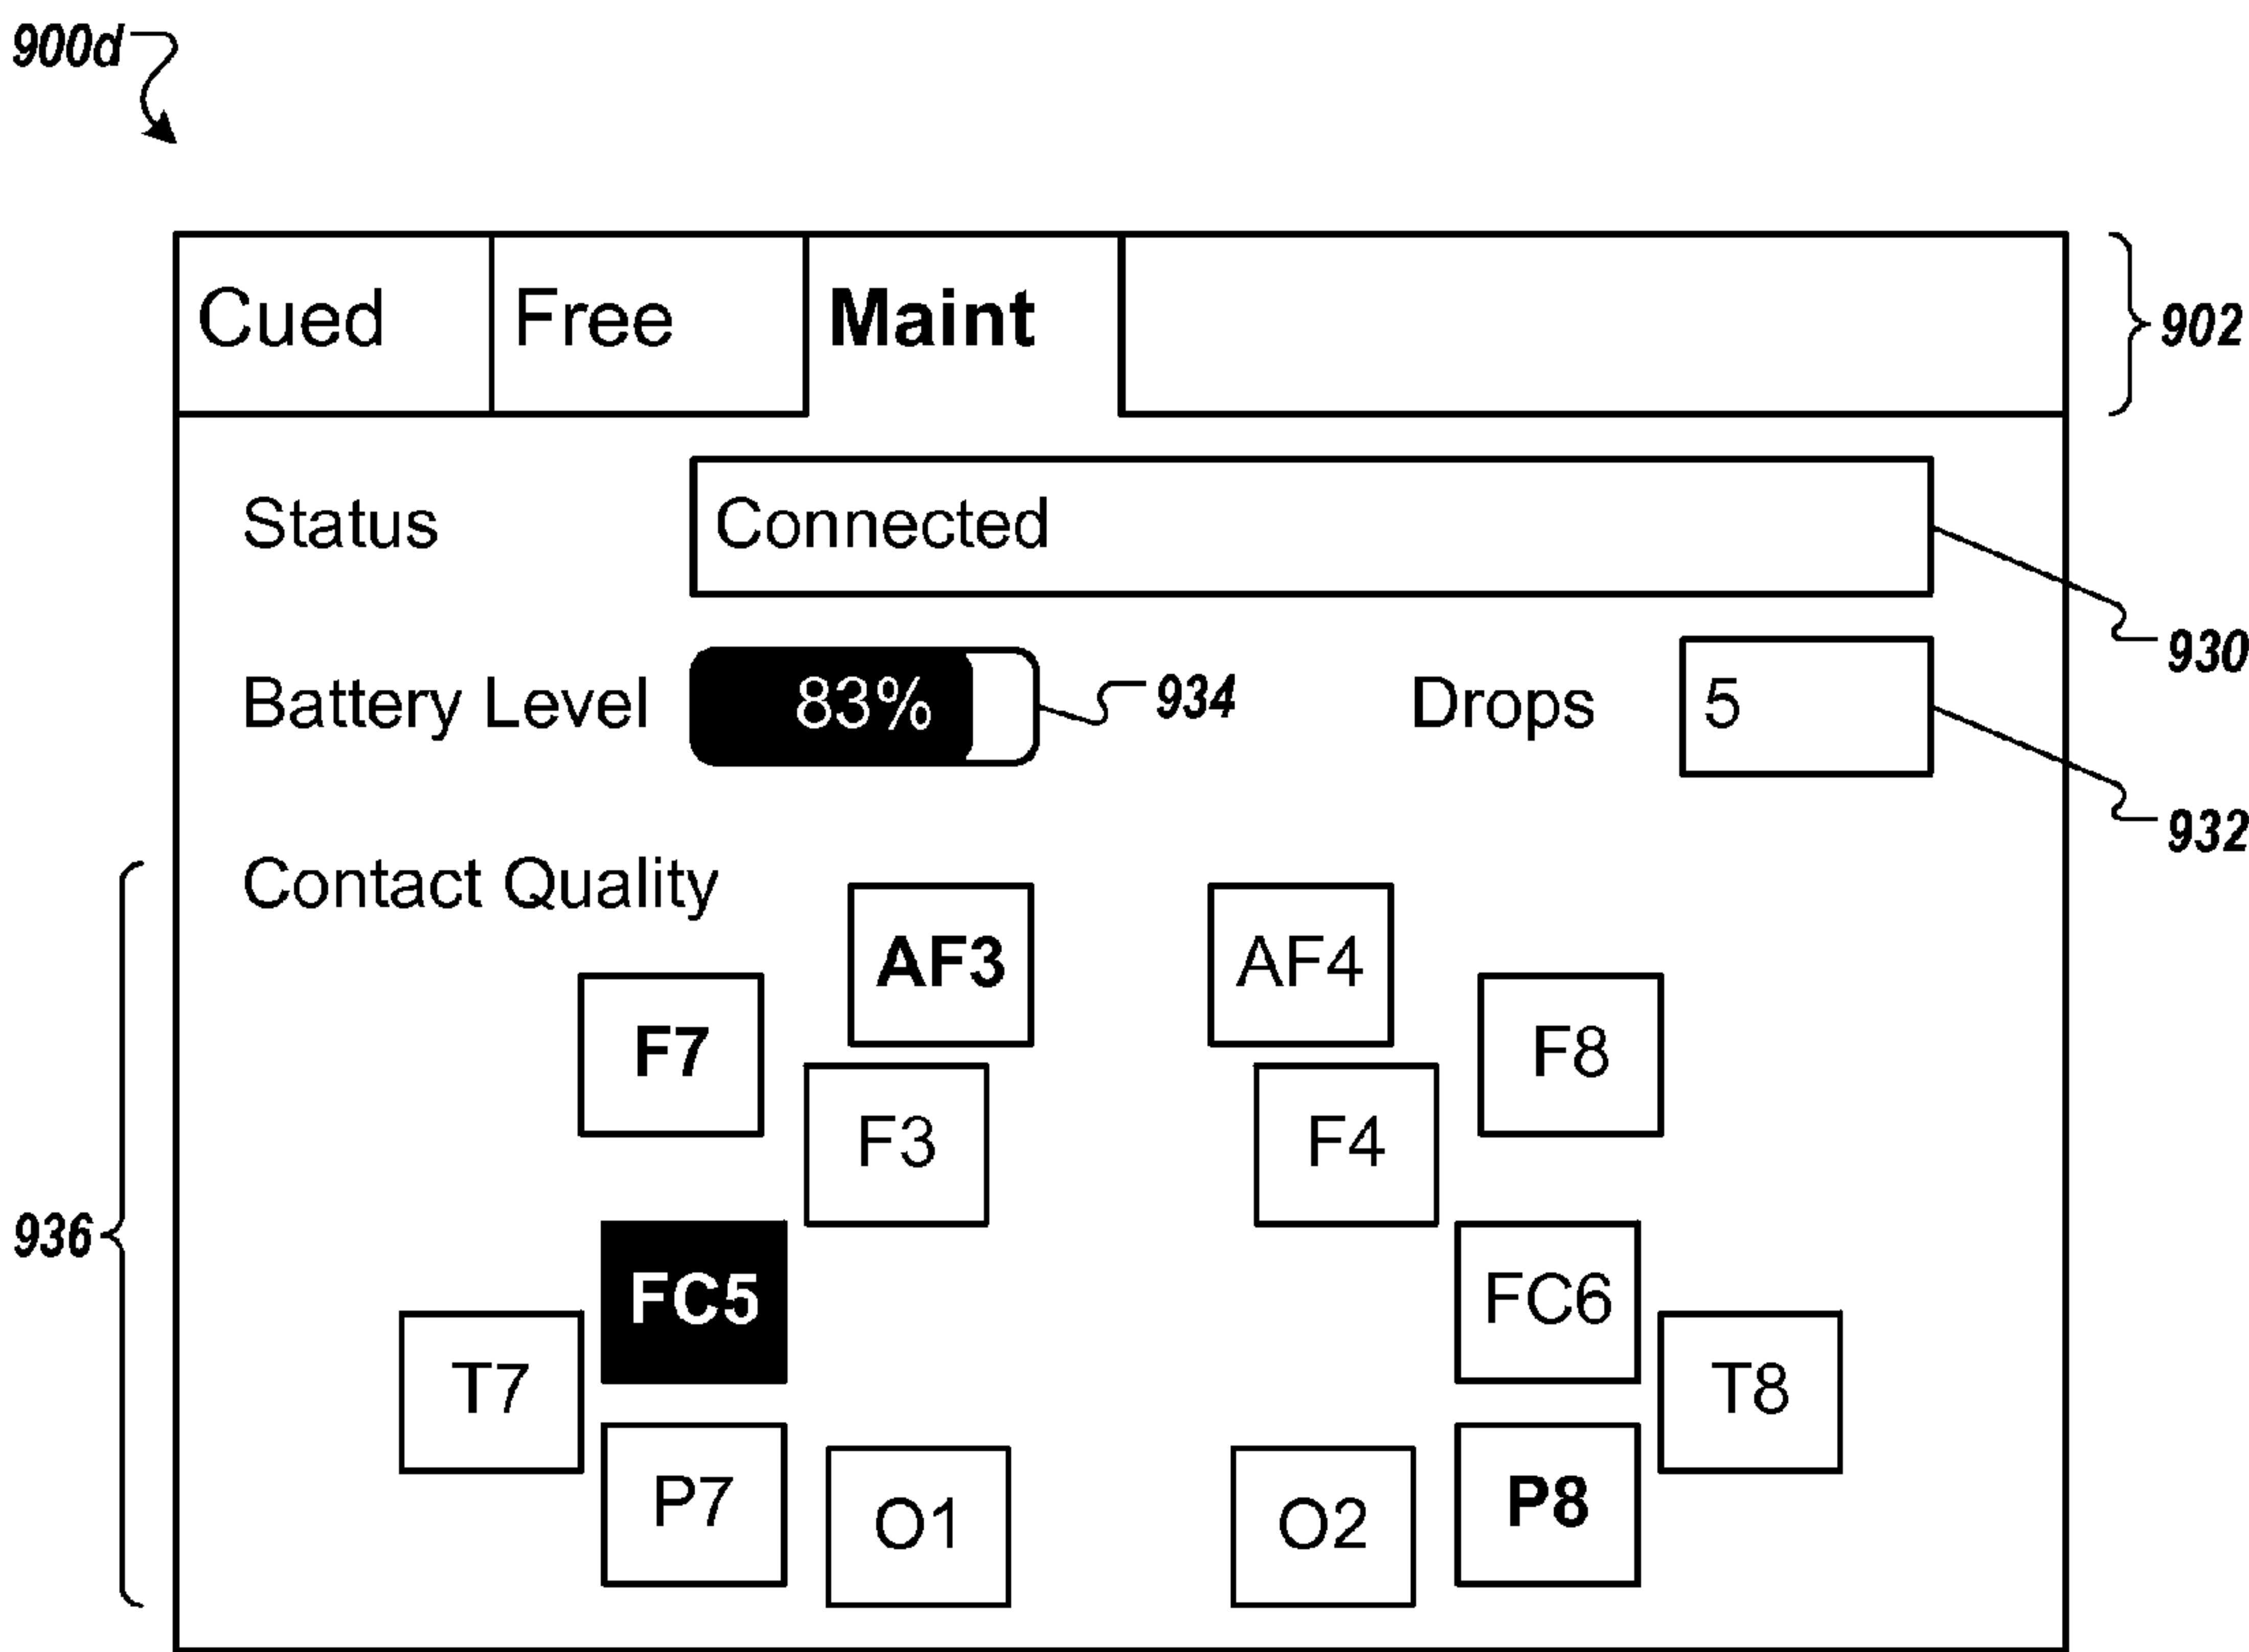 900d
Cued Free Maint
902
Status Connected
930
Battery Level 83% 934 Drops 5
932
Contact Quality
AF3 AF4
F7 F8
F3 F4
936
FC5 FC6
T7 T8
P7 P8
O1 O2